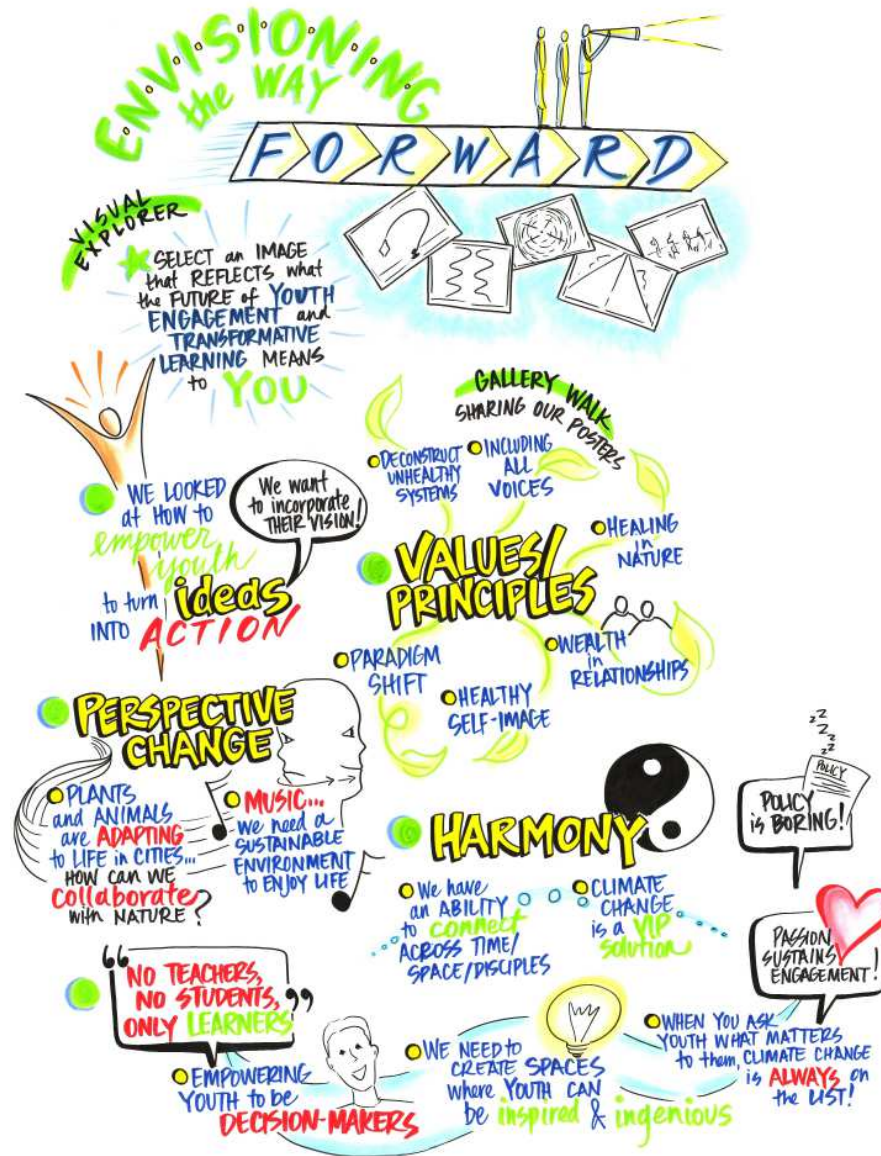 ENVISIONING
the WAY
FORWARD
VISUAL
EXPLORER
SELECT an IMAGE
that REFLECTS what
the FUTURE of YOUTH
ENGAGEMENT and
TRANSFORMATIVE
LEARNING MEANS
to YOU
WE LOOKED
at HOW to
empower
youth
to turn ideas
INTO ACTION
We want
to incorporate
THEIR VISION!
GALLERY WALK
SHARING OUR POSTERS
VALUES/
PRINCIPLES
DECONSTRUCT
UNHEALTHY
SYSTEMS
INCLUDING
ALL
VOICES
HEALING
in
NATURE
WEALTH
in
RELATIONSHIPS
HEALTHY
SELF-IMAGE
PARADIGM
SHIFT
PERSPECTIVE
CHANGE
PLANTS
and ANIMALS
are ADAPTING
to LIFE in CITIES...
HOW CAN WE
Collaborate
with NATURE?
MUSIC...
we need a
SUSTAINABLE
ENVIRONMENT
to ENJOY LIFE
HARMONY
We have
an ABILITY
to connect
ACROSS TIME/
SPACE/DISCIPLES
CLIMATE
CHANGE
is a VIP
solution
zz
z
z
zz
POLICY
POLICY
is BORING!
PASSION
SUSTAINS
ENGAGEMENT!
"NO TEACHERS,
NO STUDENTS,
ONLY LEARNERS"
EMPOWERING
YOUTH to be
DECISION-MAKERS
WE NEED to
CREATE SPACES
where YOUTH CAN
be inspired & ingenious
WHEN YOU ASK
YOUTH WHAT MATTERS
to them, CLIMATE CHANGE
is ALWAYS on
the LIST!